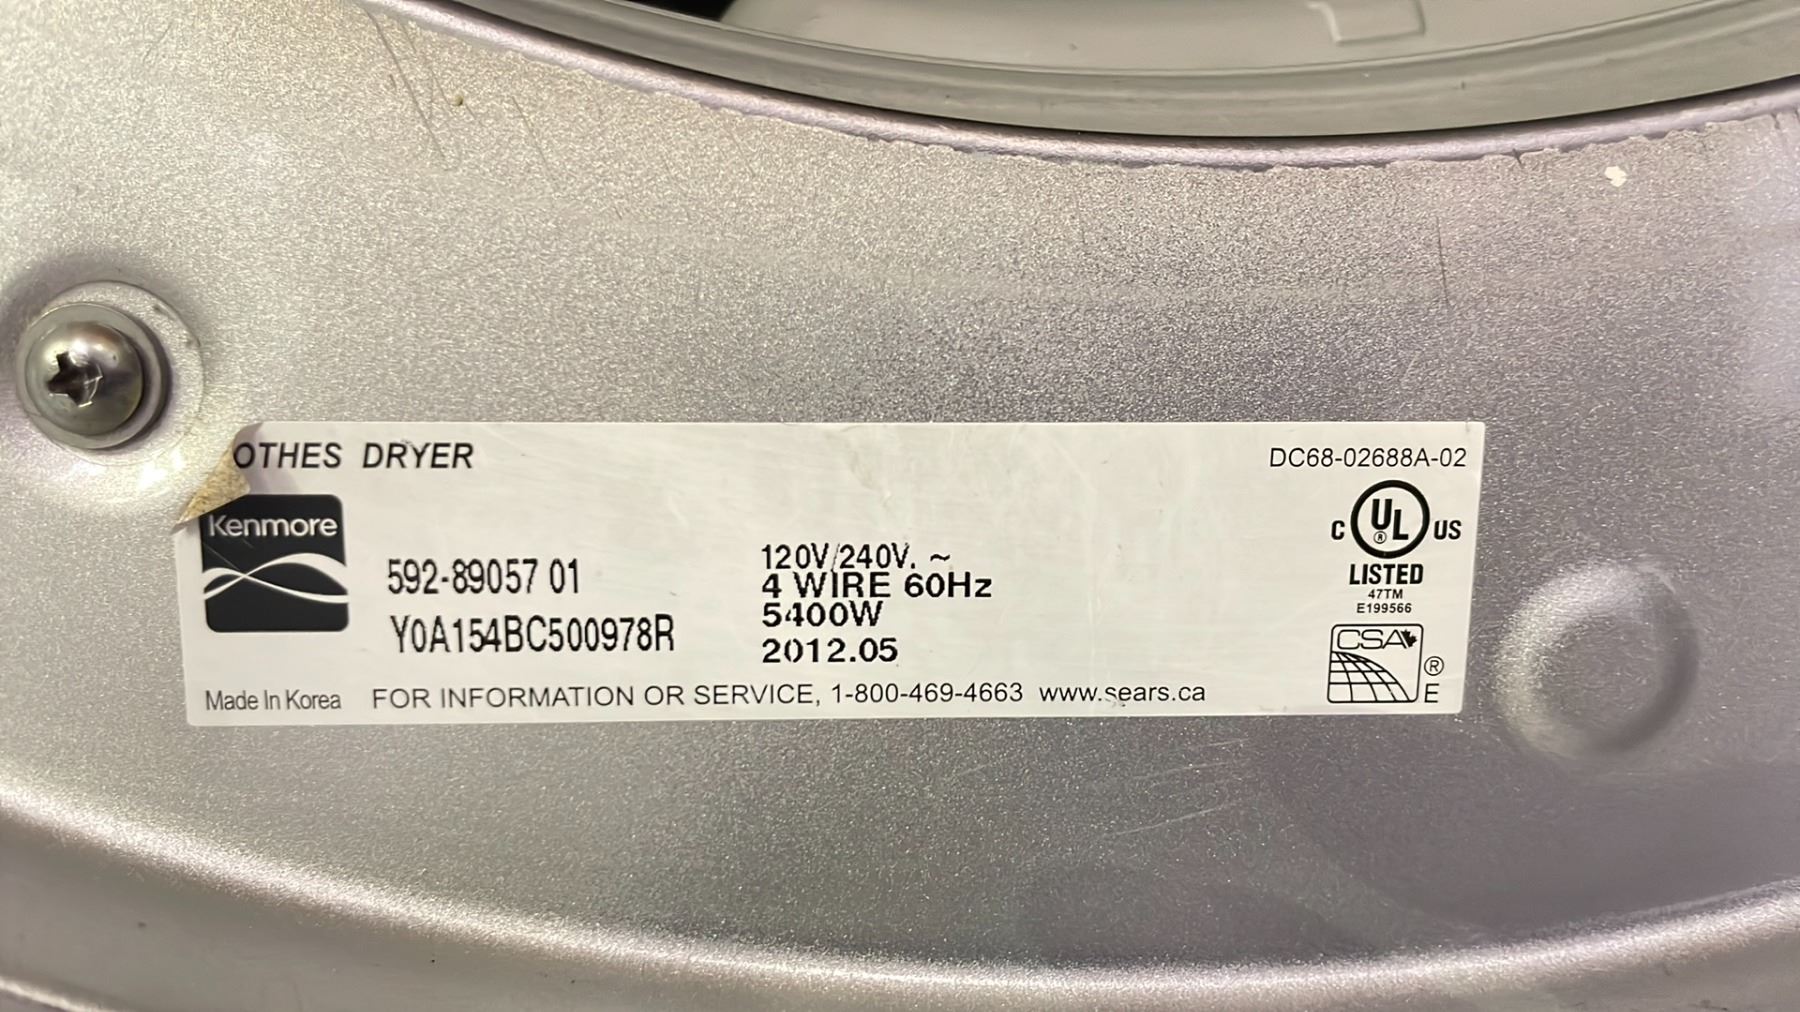 OTHES DRYER
DC68-02688A-02
Kenmore
592-89057 01
Y0A154BC500978R
120V/240V. ~
4 WIRE 60Hz
5400W
2012.05
C UL® US
LISTED
47TM
E199566
CSA ®
E
Made In Korea FOR INFORMATION OR SERVICE, 1-800-469-4663 www.sears.ca